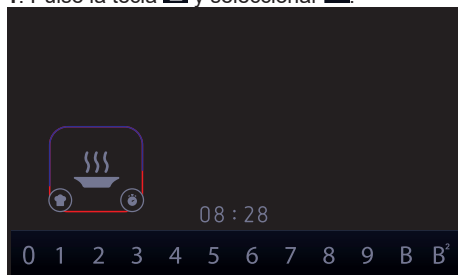 1. Pulse la tecla y seleccionar .
08:28
0 1 2 3 4 5 6 7 8 9 B B²